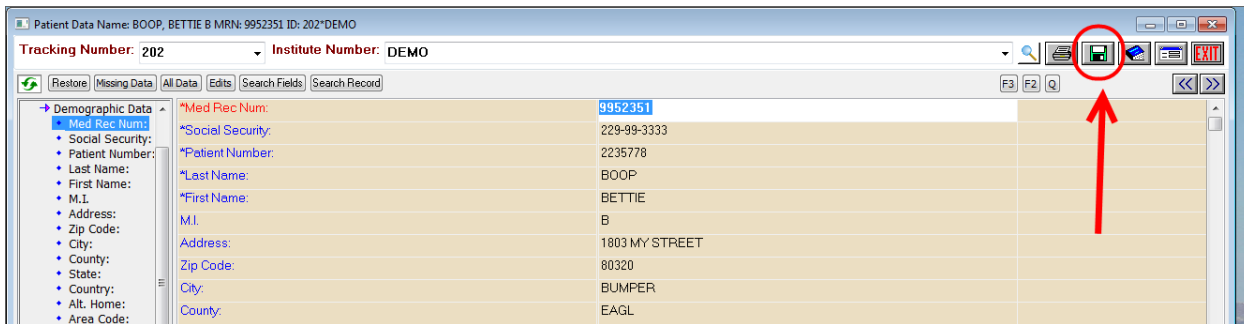 Patient Data Name: BOOP, BETTIE B MRN: 9952351 ID: 202*DEMO
Tracking Number: 202 Institute Number: DEMO EXIT
Restore Missing Data All Data Edits Search Fields Search Record F3 F2 Q << >>
Demographic Data
Med Rec Num:
Social Security:
Patient Number:
Last Name:
First Name:
M.I.
Address:
Zip Code:
City:
County:
State:
Country:
Alt. Home:
Area Code:
*Med Rec Num: 9952351
*Social Security: 229-99-3333
*Patient Number: 2235778
*Last Name: BOOP
*First Name: BETTIE
M.I. B
Address: 1803 MY STREET
Zip Code: 80320
City: BUMPER
County: EAGL